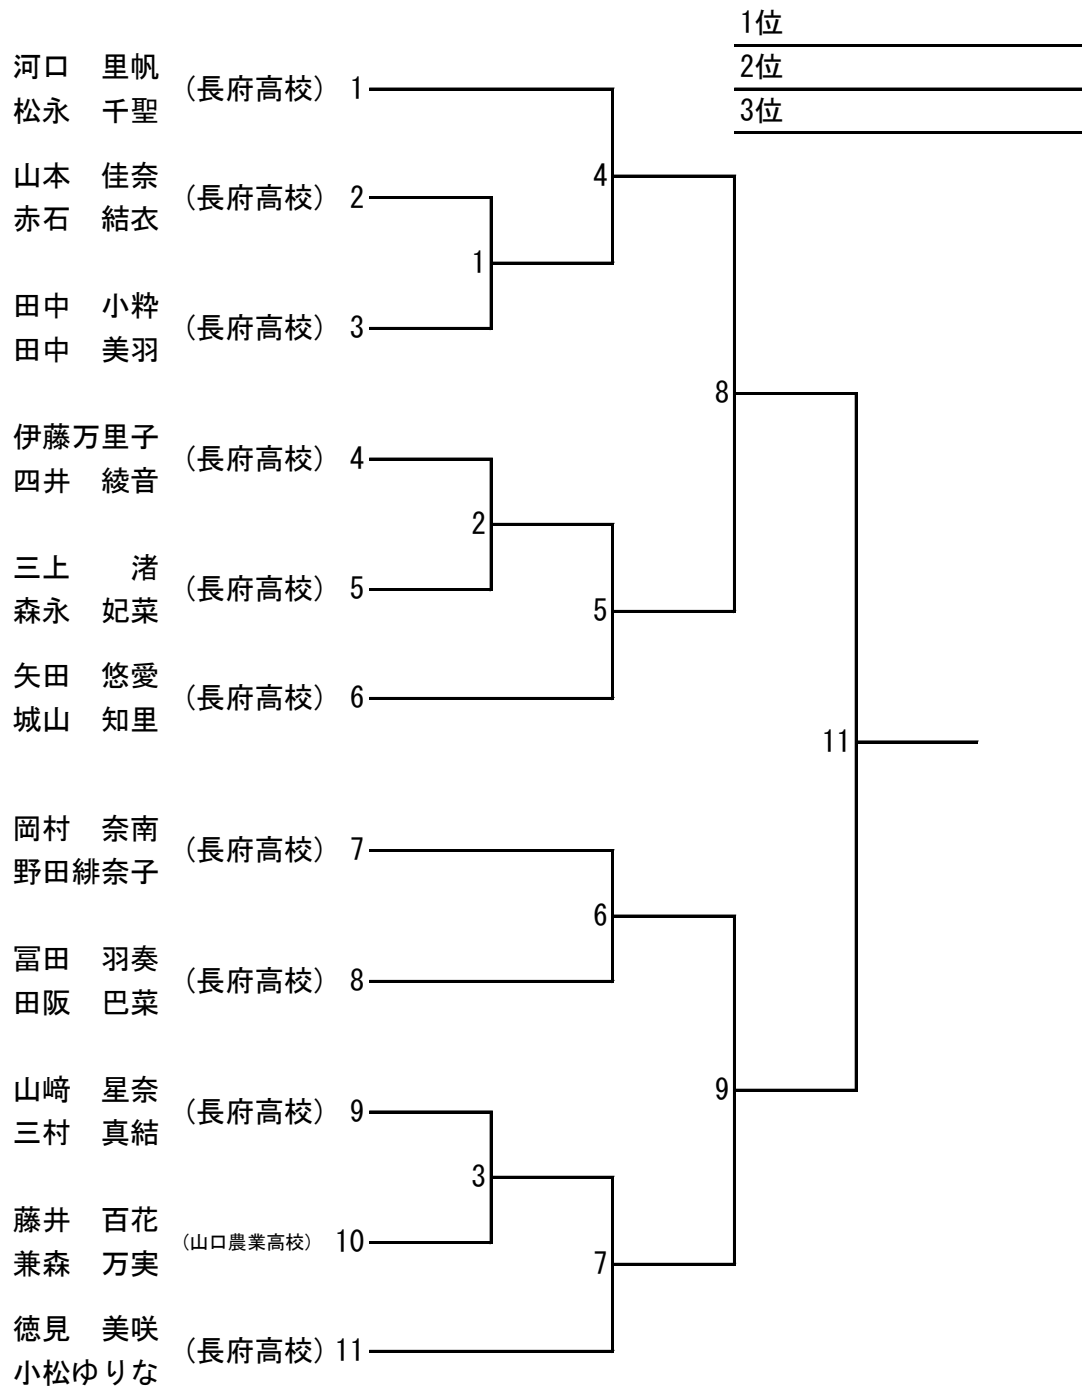 1位
2位
3位
河口　里帆
(長府高校) 1
松永　千聖
4
山本　佳奈
(長府高校) 2
赤石　結衣
1
田中　小粋
(長府高校) 3
田中　美羽
8
伊藤万里子
(長府高校) 4
四井　綾音
2
三上　　渚
(長府高校) 5
森永　妃菜
5
矢田　悠愛
(長府高校) 6
城山　知里
11
岡村　奈南
(長府高校) 7
野田緋奈子
6
冨田　羽奏
(長府高校) 8
田阪　巴菜
9
山﨑　星奈
(長府高校) 9
三村　真結
3
藤井　百花
(山口農業高校) 10
兼森　万実
7
徳見　美咲
(長府高校) 11
小松ゆりな